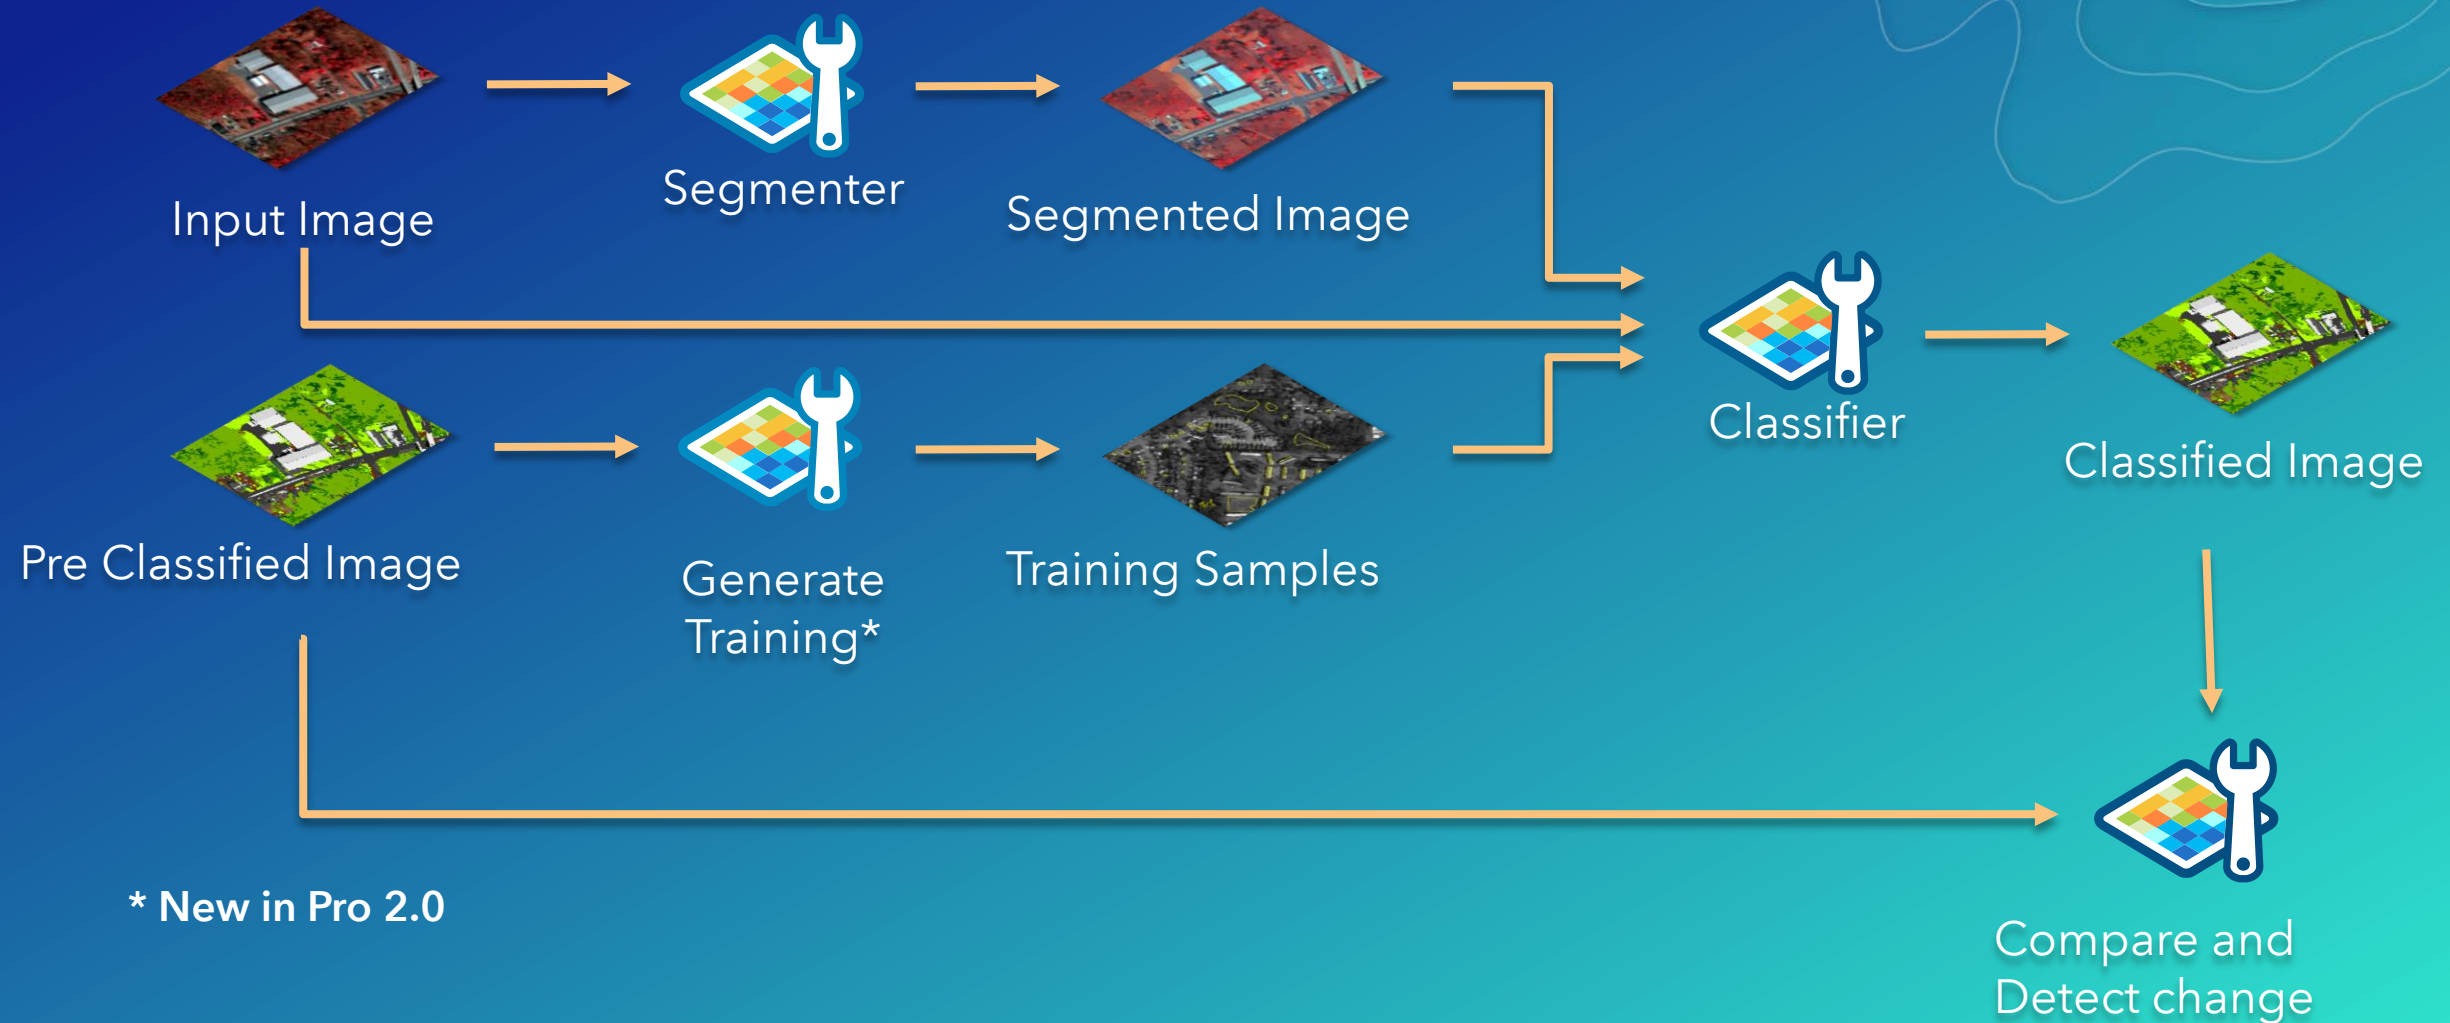 Input Image
Segmenter
Segmented Image
Pre Classified Image
Generate
Training*
Training Samples
Classifier
Classified Image
* New in Pro 2.0
Compare and
Detect change